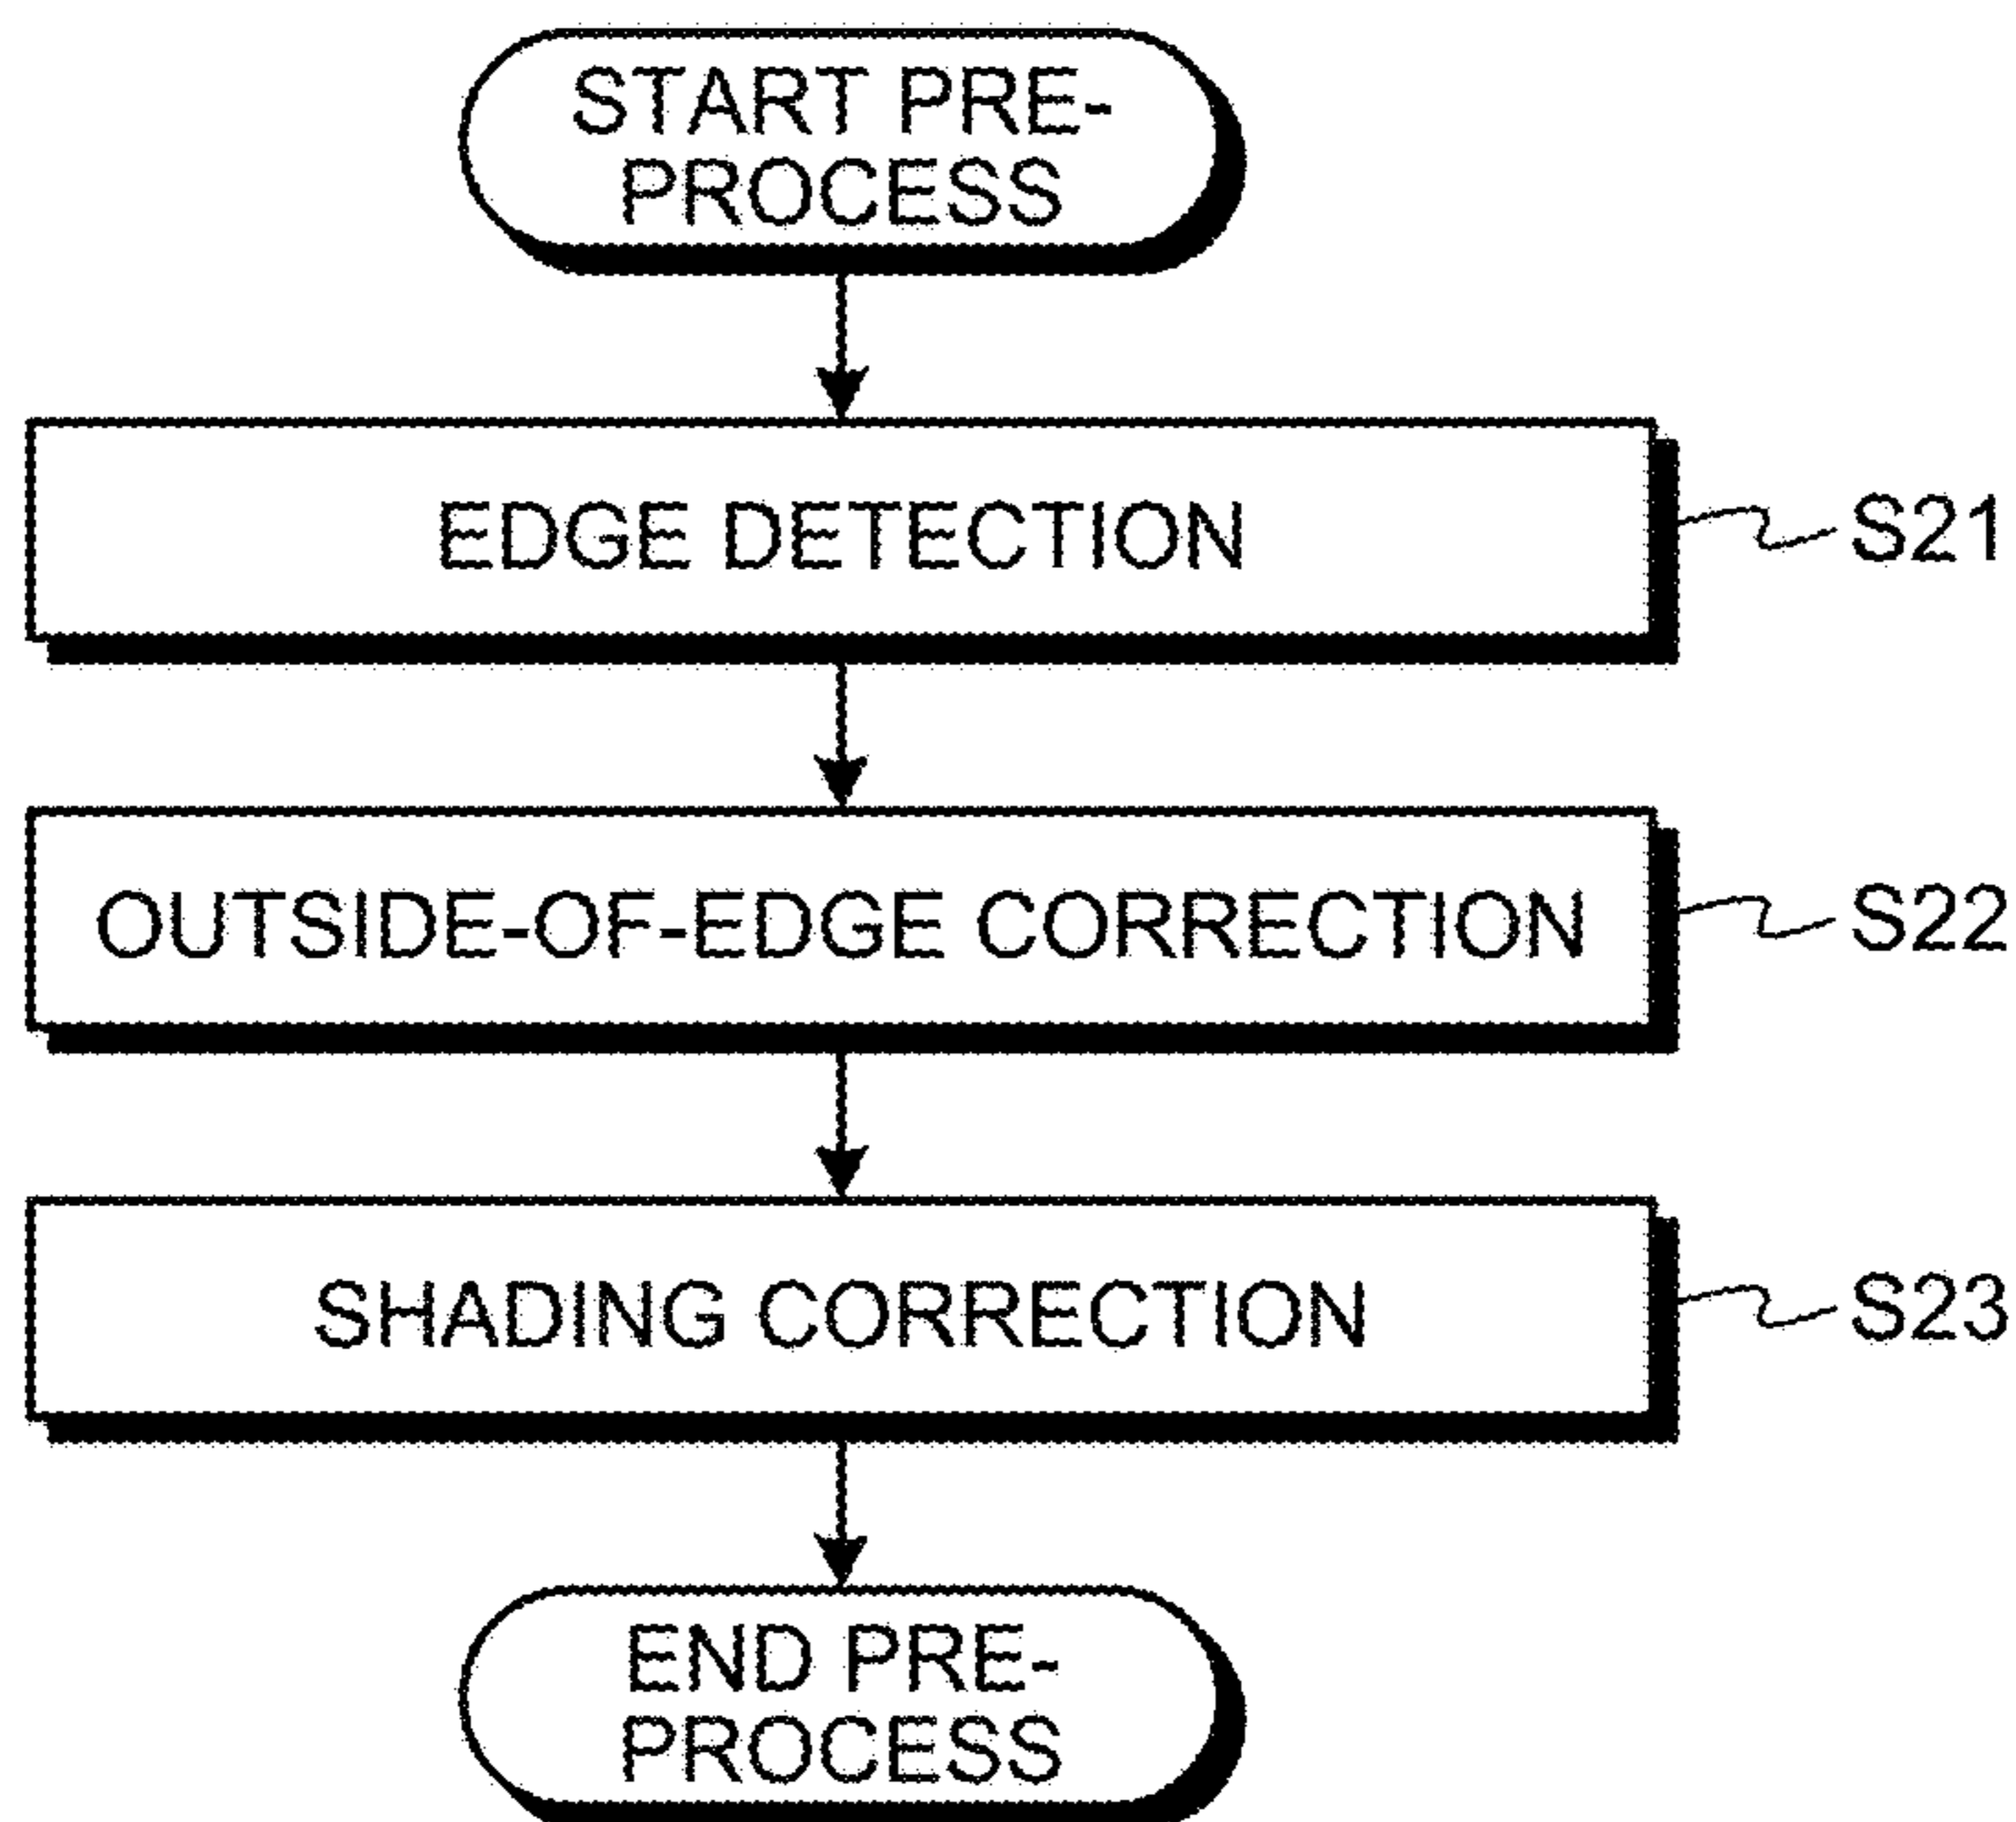 START PRE-
PROCESS
EDGE DETECTION
S21
OUTSIDE-OF-EDGE CORRECTION
S22
SHADING CORRECTION
S23
END PRE-
PROCESS